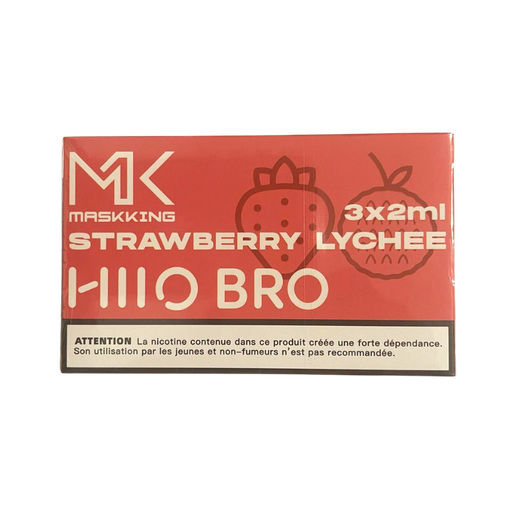 MK
MASKKING
3x2ml
STRAWBERRY LYCHEE
HIIO BRO
ATTENTION La nicotine contenue dans ce produit créée une forte dépendance.
Son utilisation par les jeunes et non-fumeurs n'est pas recommandée.